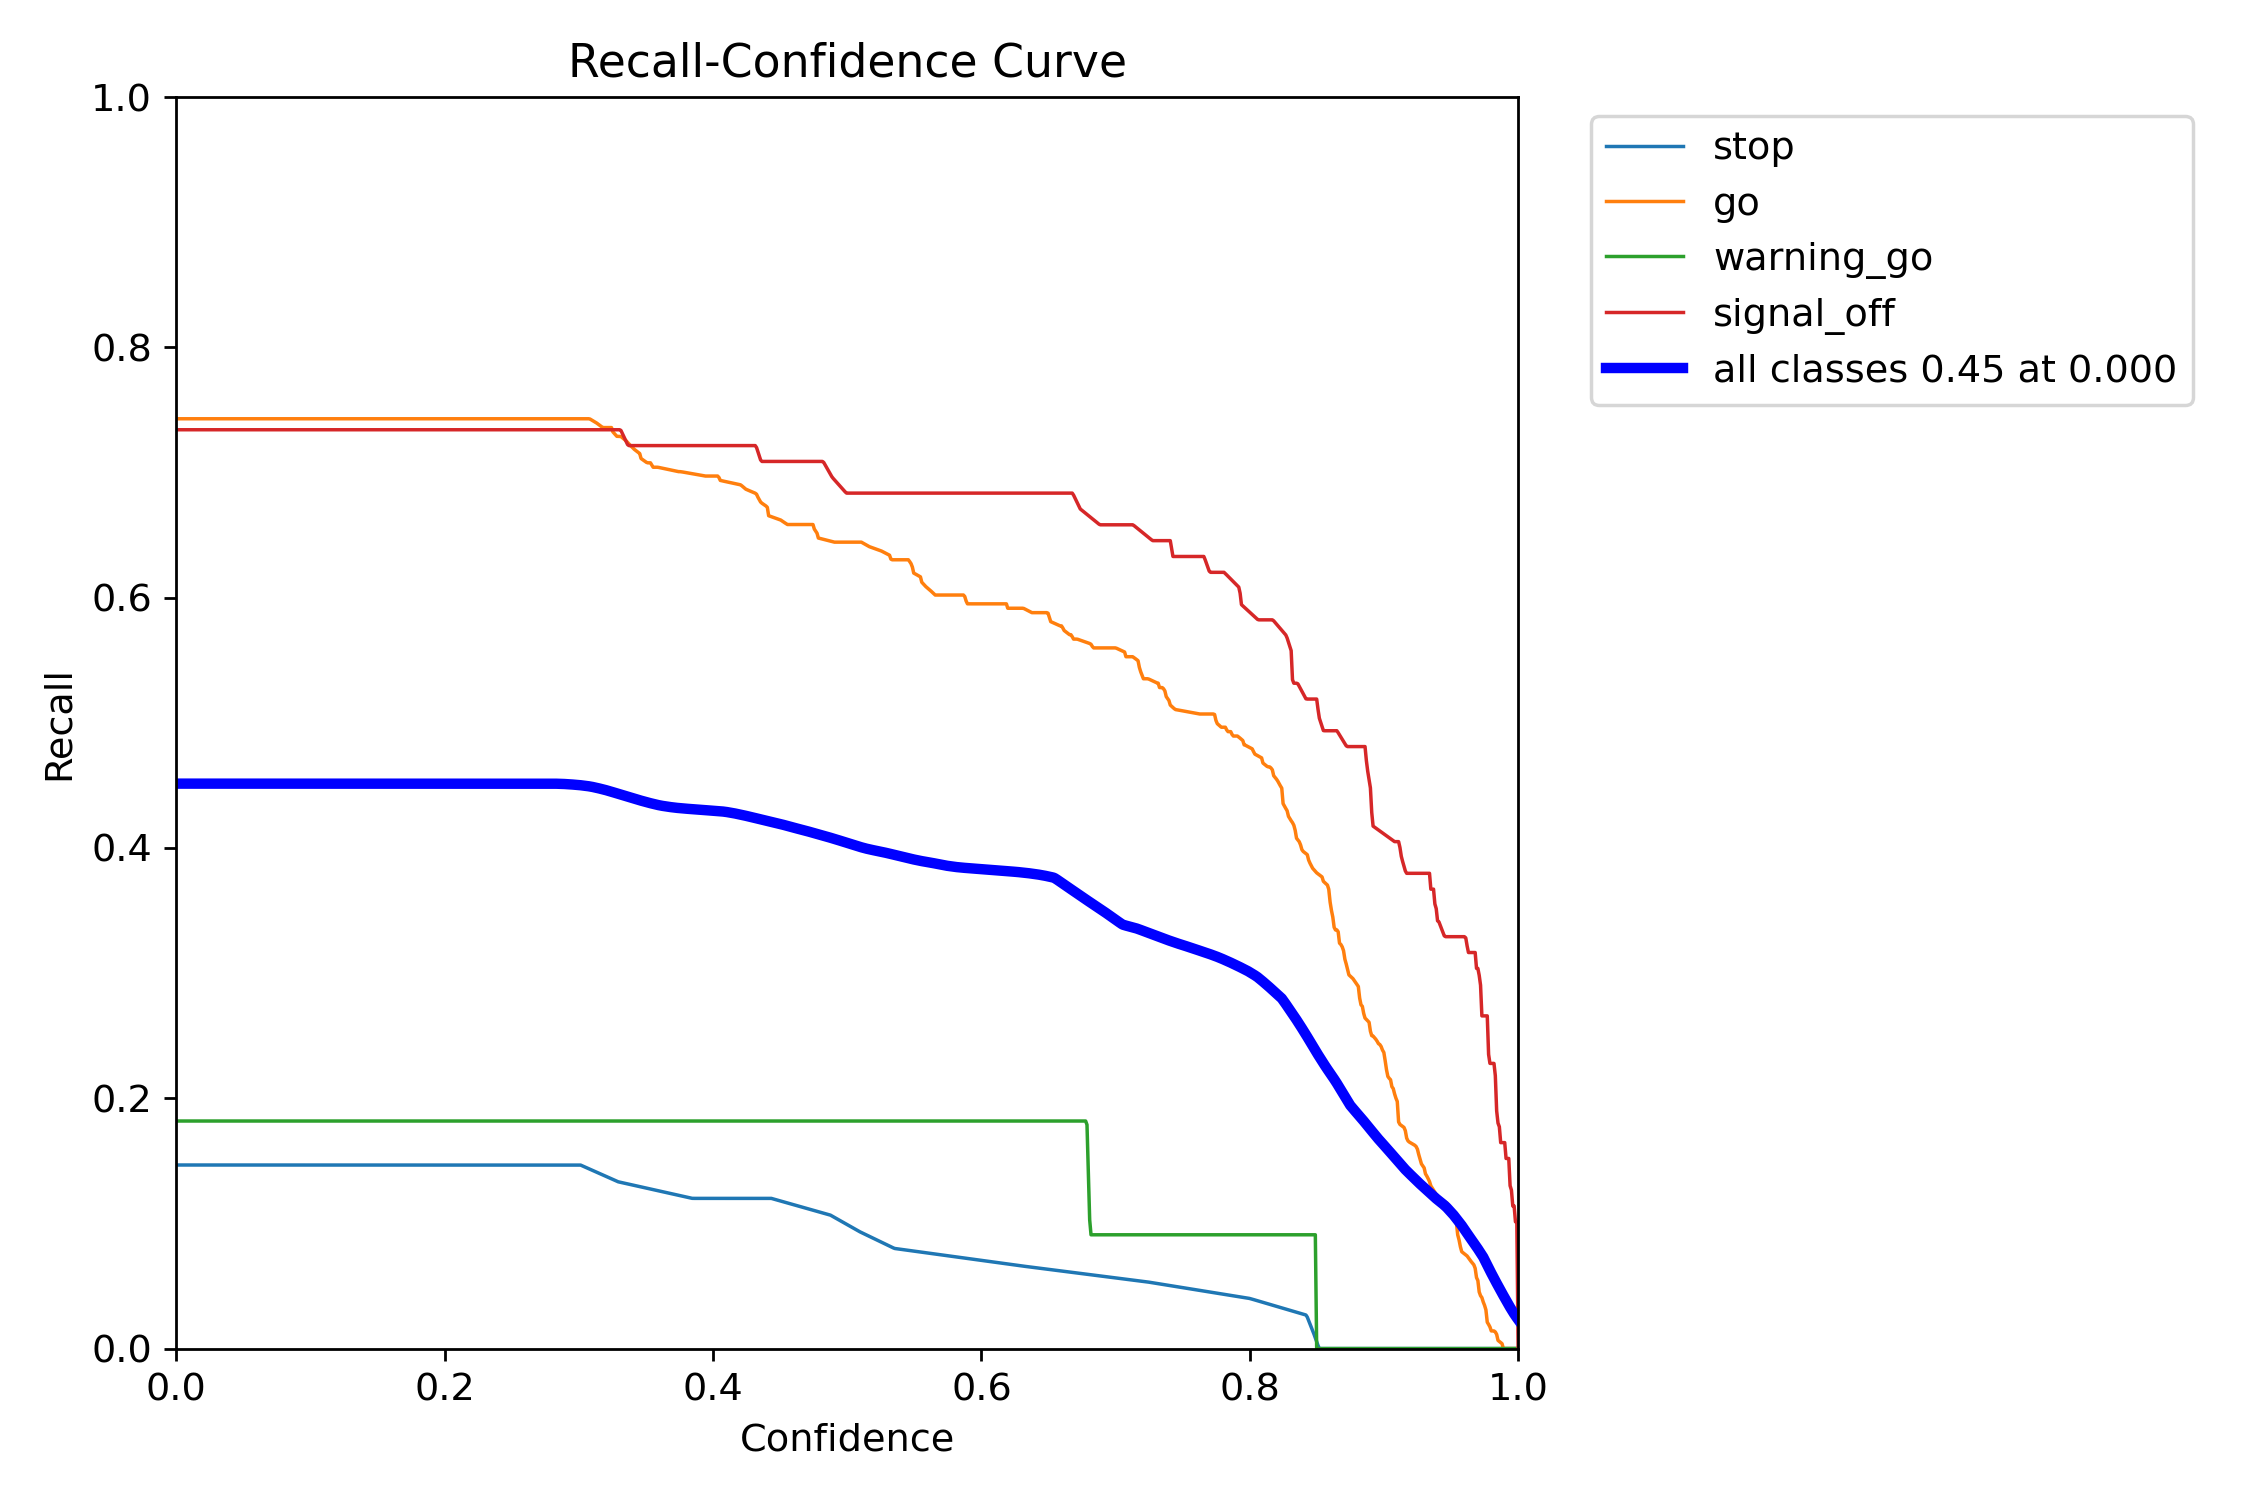 Recall-Confidence Curve
1.0
0.8
0.6
0.4
0.2
0.0
Recall
0.0 0.2 0.4 0.6 0.8 1.0
Confidence
stop
go
warning_go
signal_off
all classes 0.45 at 0.000